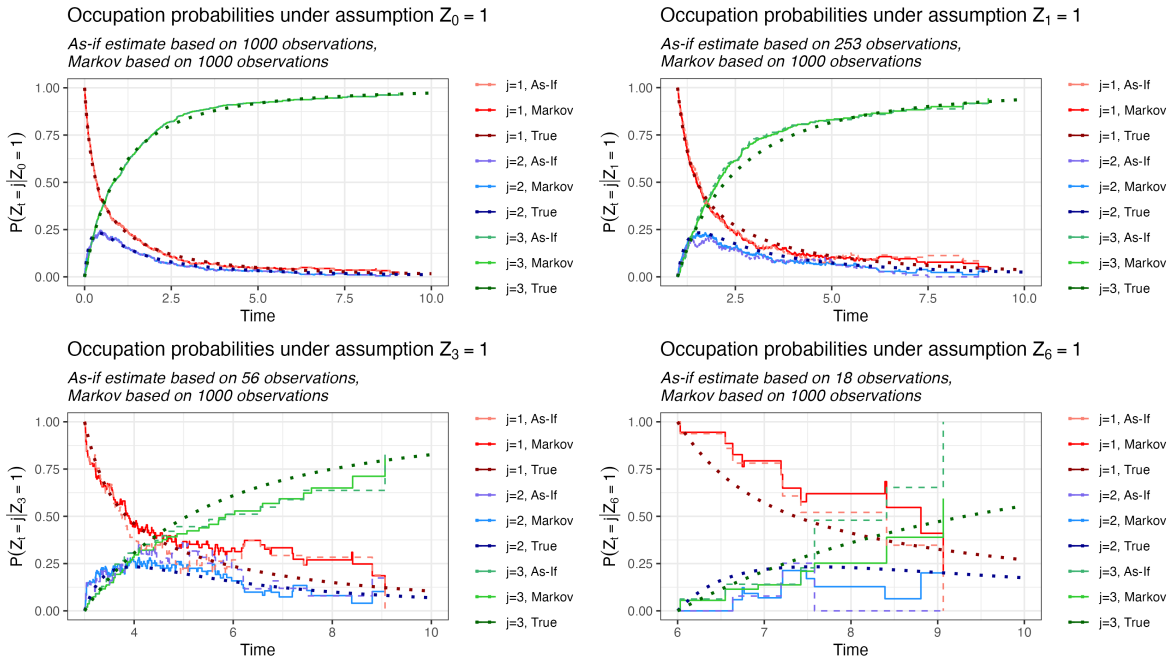 Occupation probabilities under assumption Z₀ = 1
As-if estimate based on 1000 observations,
Markov based on 1000 observations
P(Zₜ = j|Z₀ = 1)
1.00
0.75
0.50
0.25
0.00
0.0
2.5
5.0
7.5
10.0
Time
j=1, As-If
j=1, Markov
j=1, True
j=2, As-If
j=2, Markov
j=2, True
j=3, As-If
j=3, Markov
j=3, True
Occupation probabilities under assumption Z₁ = 1
As-if estimate based on 253 observations,
Markov based on 1000 observations
P(Zₜ = j|Z₁ = 1)
1.00
0.75
0.50
0.25
0.00
2.5
5.0
7.5
10.0
Time
j=1, As-If
j=1, Markov
j=1, True
j=2, As-If
j=2, Markov
j=2, True
j=3, As-If
j=3, Markov
j=3, True
Occupation probabilities under assumption Z₃ = 1
As-if estimate based on 56 observations,
Markov based on 1000 observations
P(Zₜ = j|Z₃ = 1)
1.00
0.75
0.50
0.25
0.00
4
6
8
10
Time
j=1, As-If
j=1, Markov
j=1, True
j=2, As-If
j=2, Markov
j=2, True
j=3, As-If
j=3, Markov
j=3, True
Occupation probabilities under assumption Z₆ = 1
As-if estimate based on 18 observations,
Markov based on 1000 observations
P(Zₜ = j|Z₆ = 1)
1.00
0.75
0.50
0.25
0.00
6
7
8
9
10
Time
j=1, As-If
j=1, Markov
j=1, True
j=2, As-If
j=2, Markov
j=2, True
j=3, As-If
j=3, Markov
j=3, True